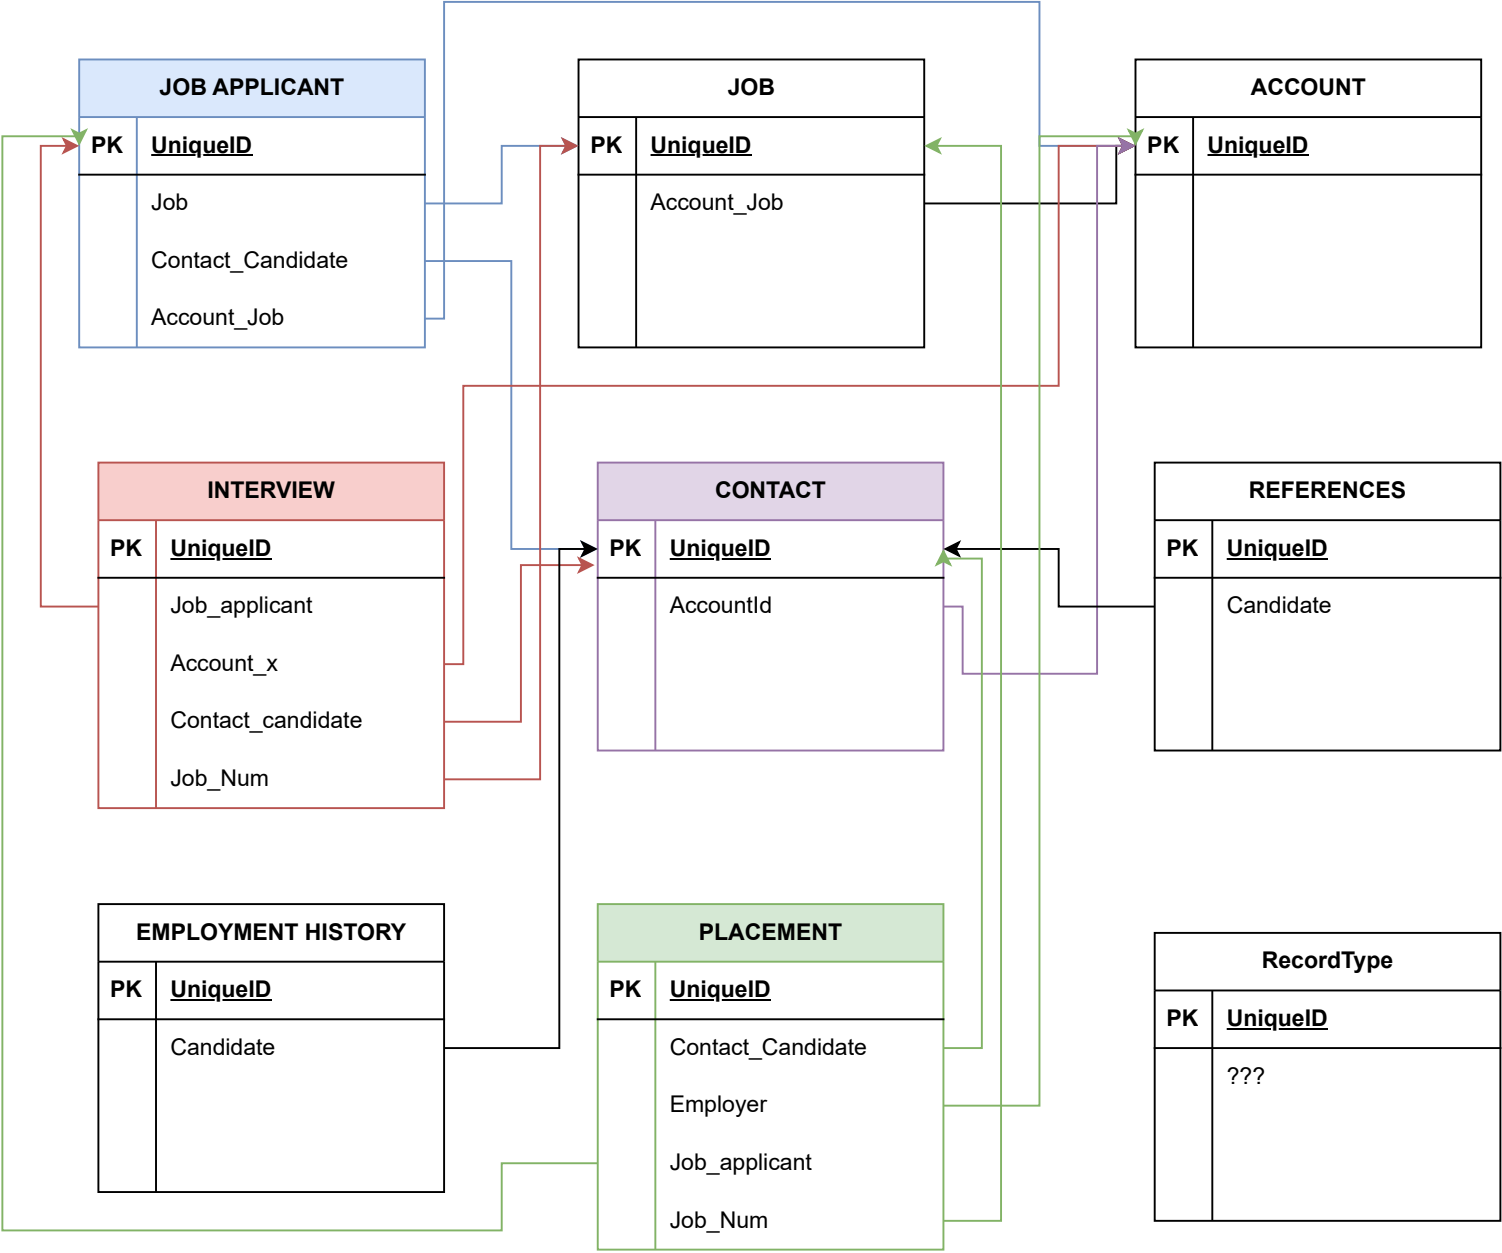 JOB APPLICANT
PK UniqueID
Job
Contact_Candidate
Account_Job
JOB
PK UniqueID
Account_Job
ACCOUNT
PK UniqueID
INTERVIEW
PK UniqueID
Job_applicant
Account_x
Contact_candidate
Job_Num
CONTACT
PK UniqueID
AccountId
REFERENCES
PK UniqueID
Candidate
EMPLOYMENT HISTORY
PK UniqueID
Candidate
PLACEMENT
PK UniqueID
Contact_Candidate
Employer
Job_applicant
Job_Num
RecordType
PK UniqueID
???